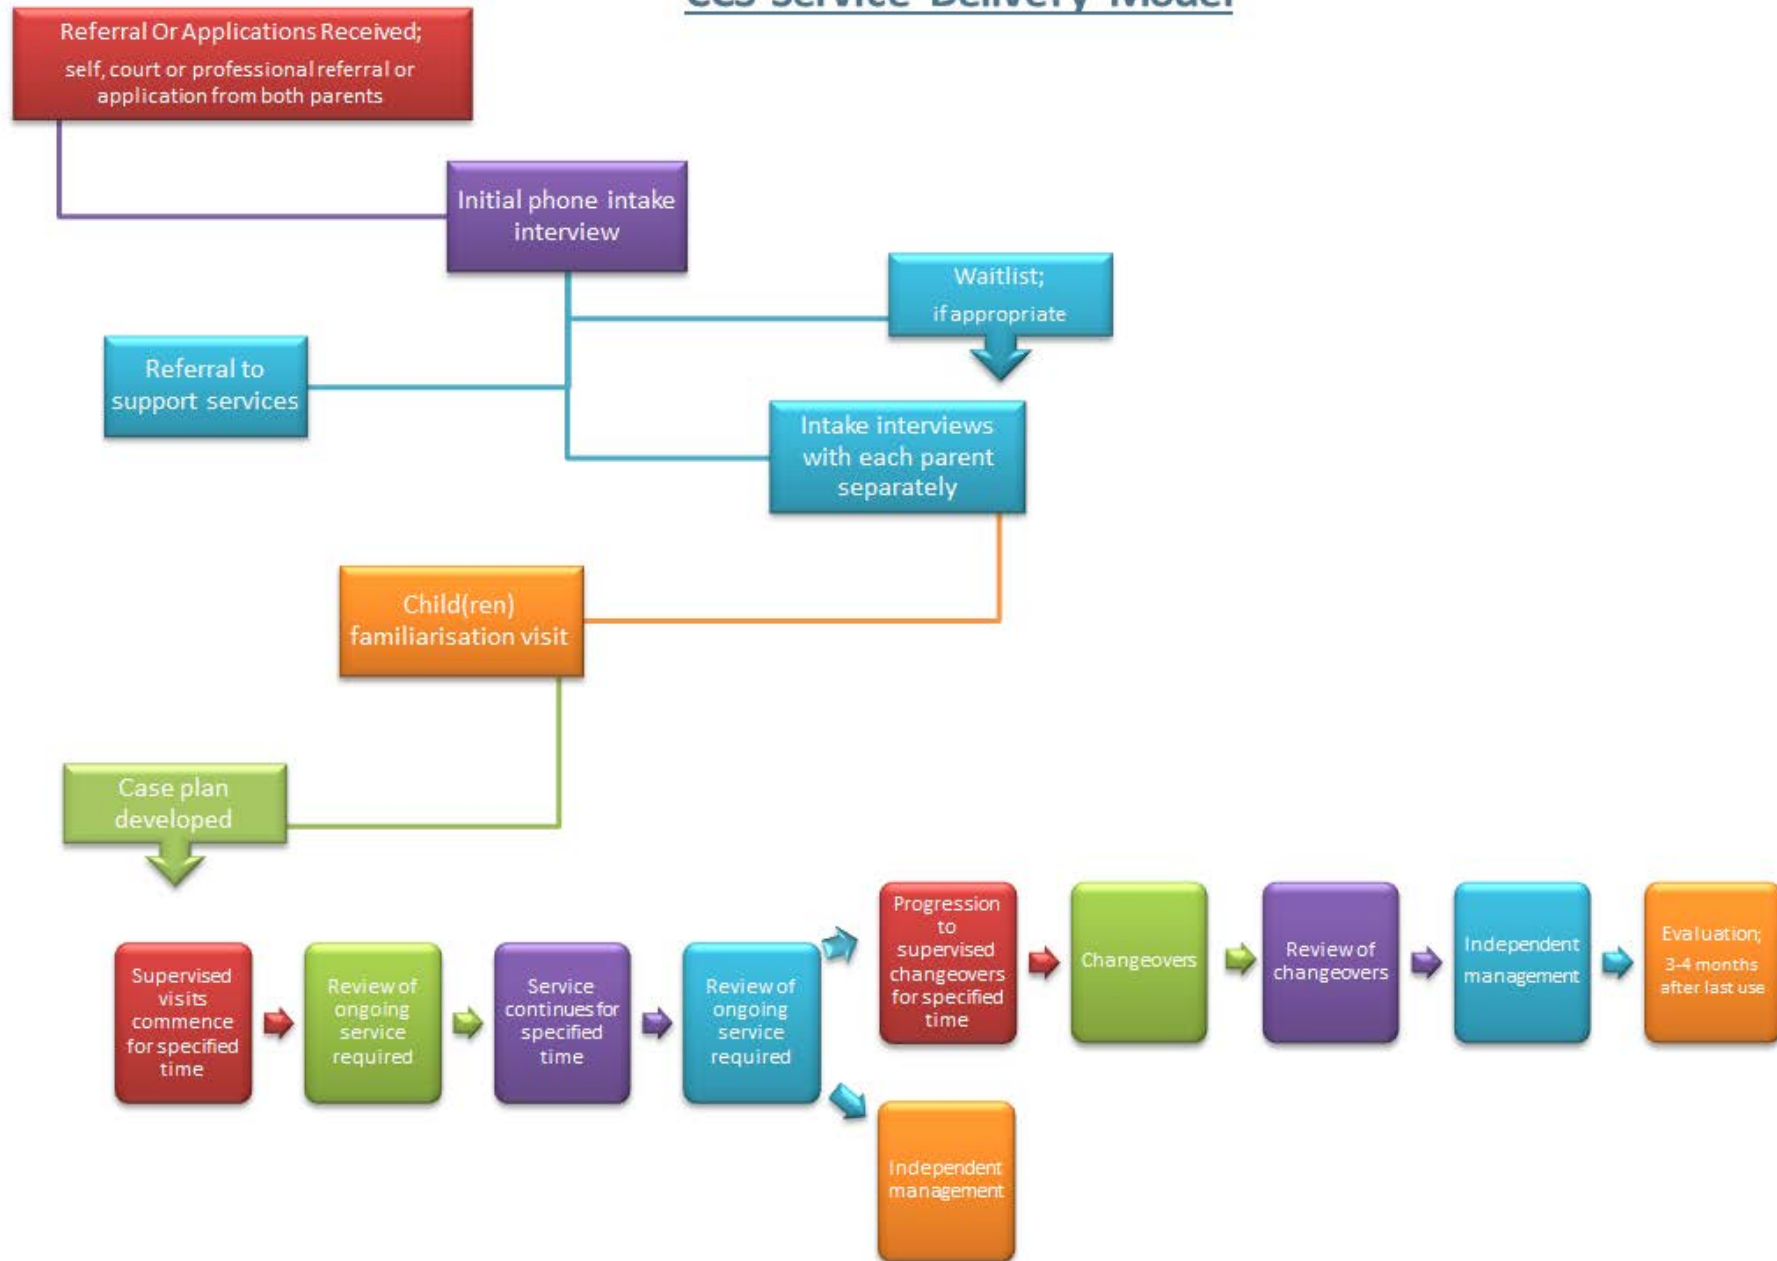 CCS Service Delivery Model
Referral Or Applications Received;
self, court or professional referral or
application from both parents
Initial phone intake
interview
Waitlist;
if appropriate
Referral to
support services
Intake interviews
with each parent
separately
Child(ren)
familiarisation visit
Case plan
developed
Supervised
visits
commence
for specified
time
Review of
ongoing
service
required
Service
continues for
specified
time
Review of
ongoing
service
required
Progression
to
supervised
changeovers
for specified
time
Changeovers
Review of
changeovers
Independent
management
Evaluation;
3-4 months
after last use
Independent
management